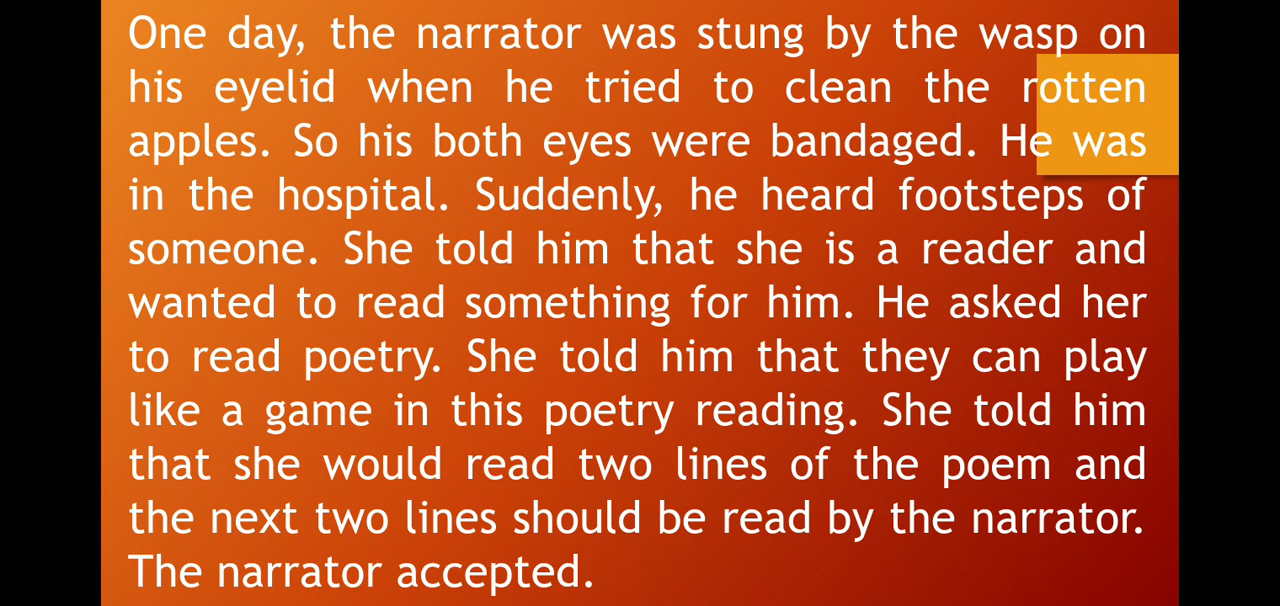 One day, the narrator was stung by the wasp on
his eyelid when he tried to clean the rotten
apples. So his both eyes were bandaged. He was
in the hospital. Suddenly, he heard footsteps of
someone. She told him that she is a reader and
wanted to read something for him. He asked her
to read poetry. She told him that they can play
like a game in this poetry reading. She told him
that she would read two lines of the poem and
the next two lines should be read by the narrator.
The narrator accepted.